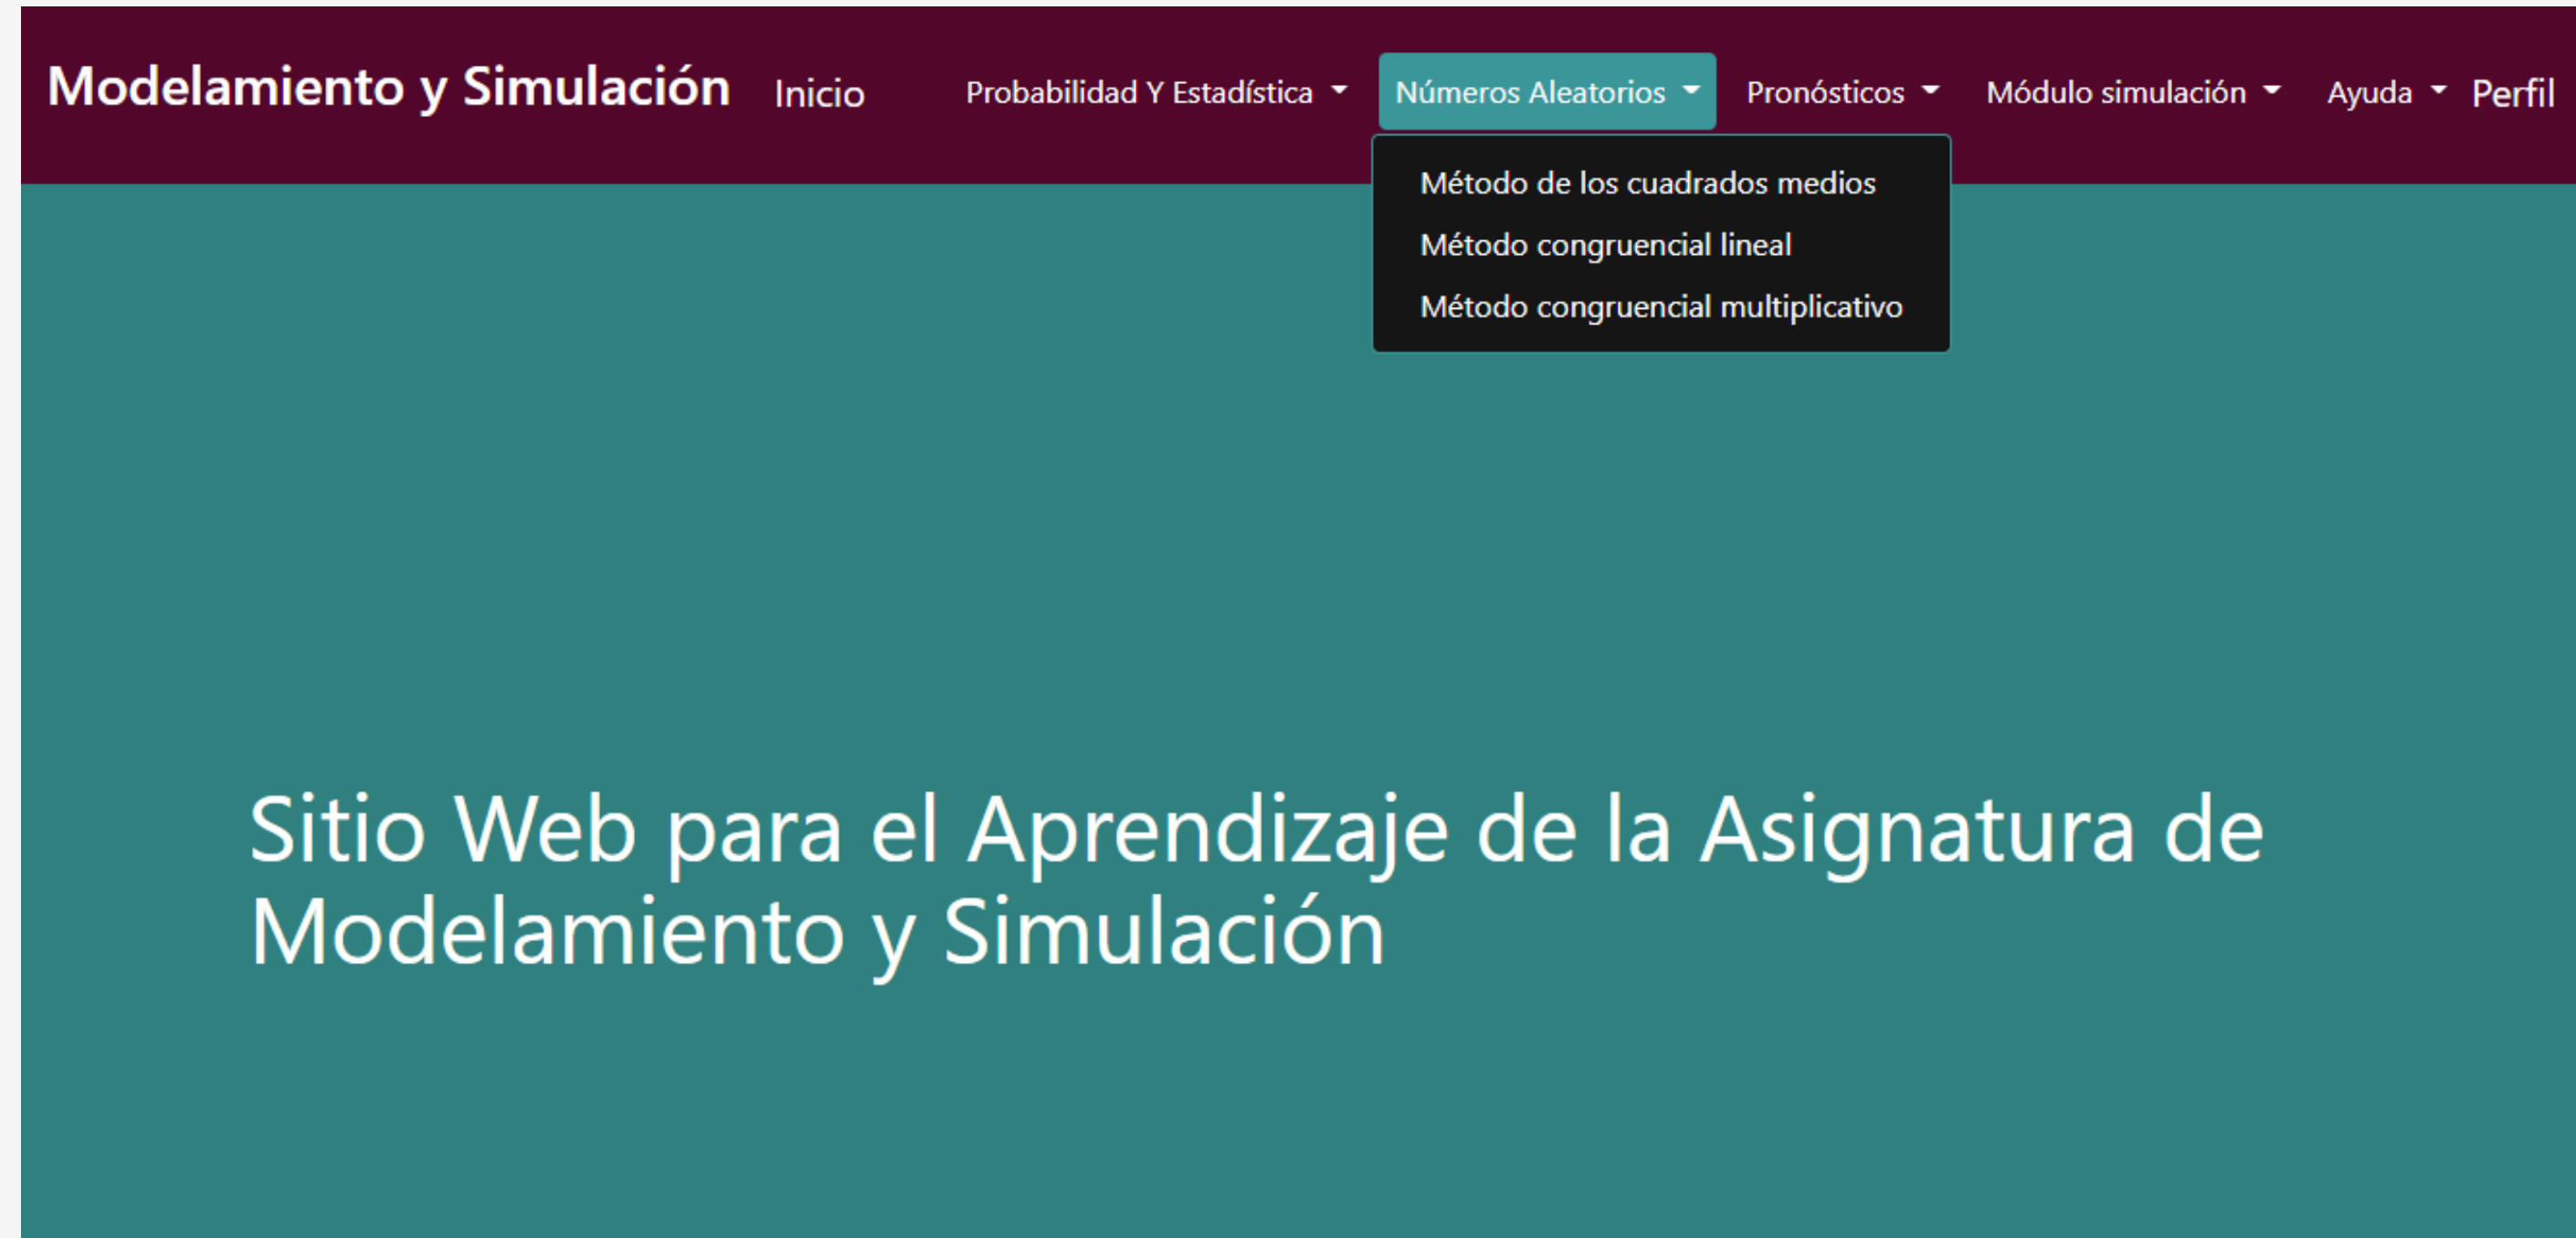 Modelamiento y Simulación Inicio Probabilidad Y Estadística Números Aleatorios Pronósticos Módulo simulación Ayuda Perfil
Método de los cuadrados medios
Método congruencial lineal
Método congruencial multiplicativo
Sitio Web para el Aprendizaje de la Asignatura de
Modelamiento y Simulación